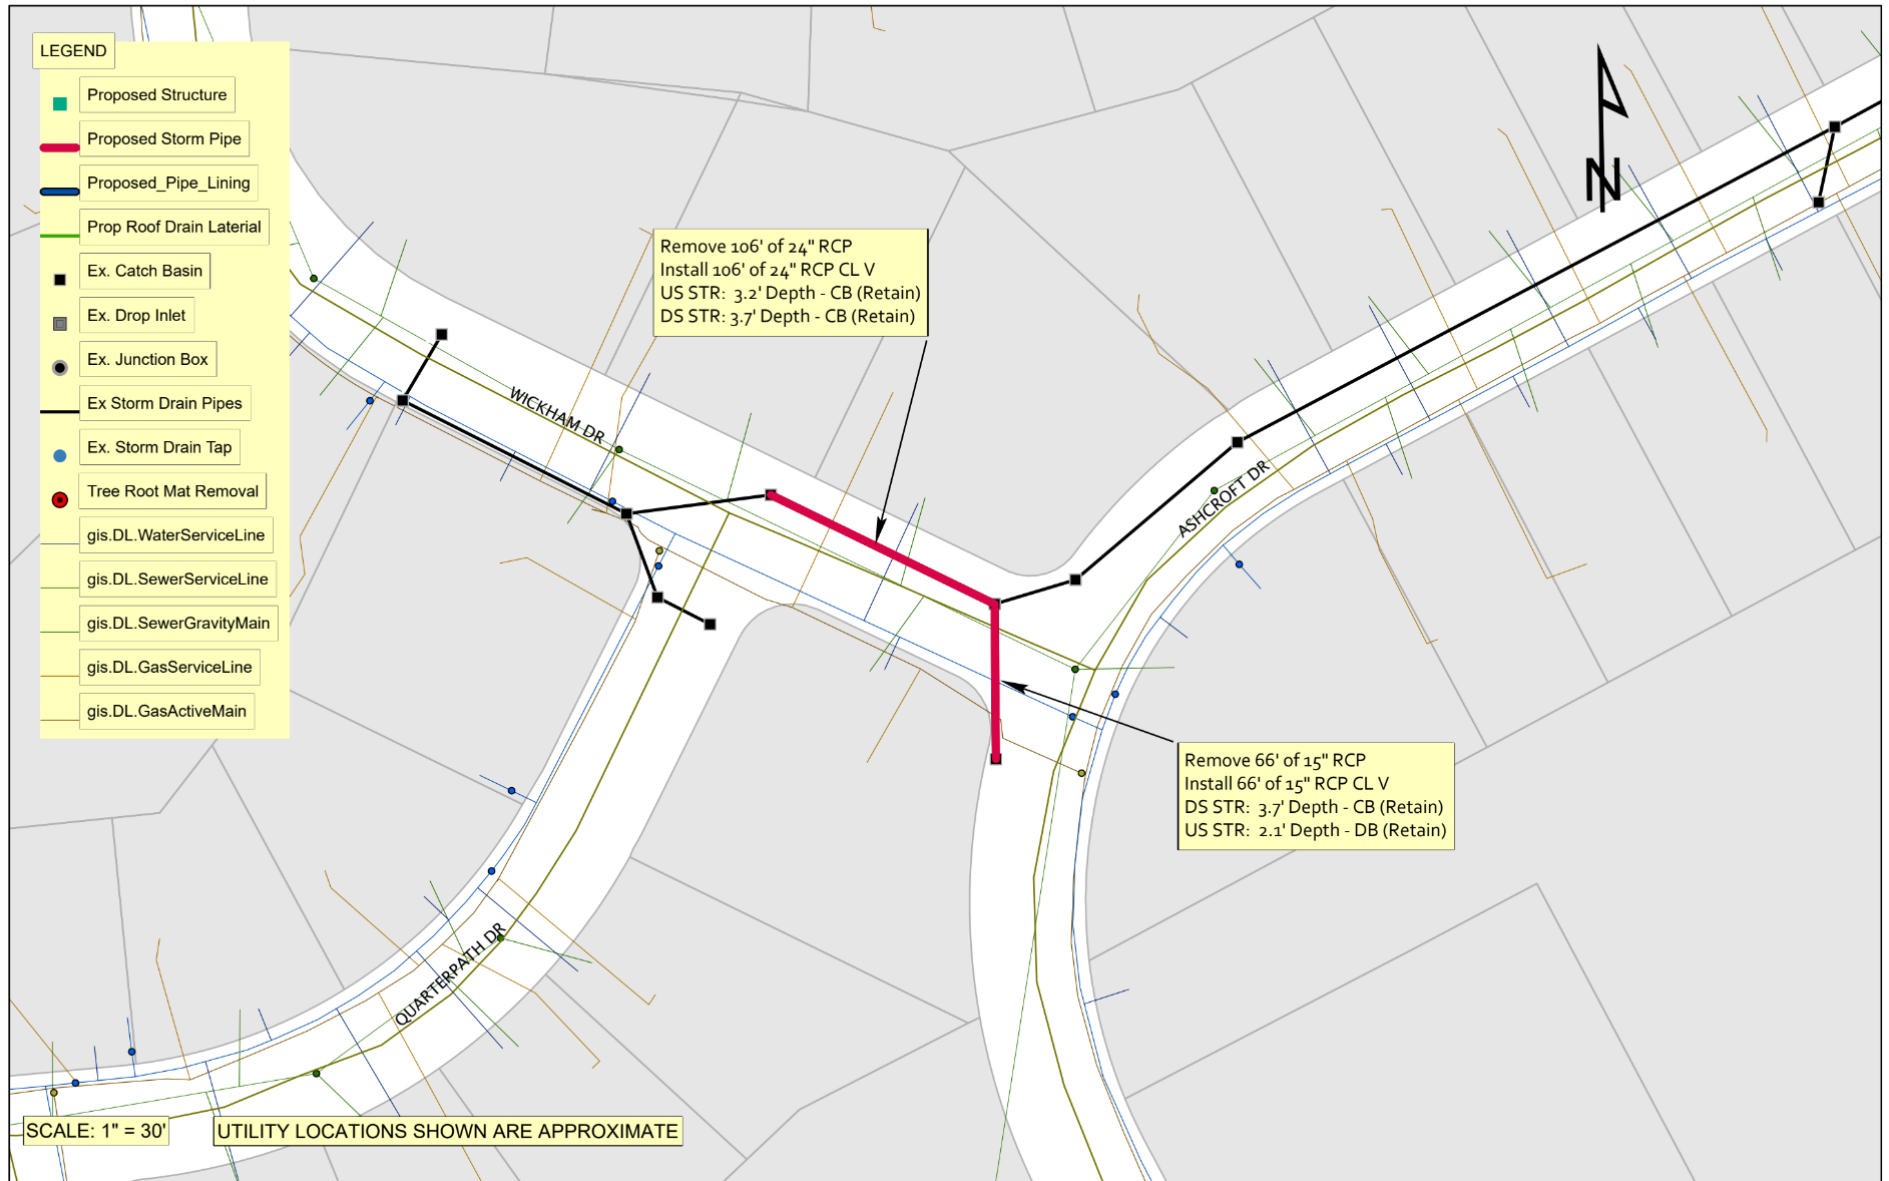 LEGEND
Proposed Structure
Proposed Storm Pipe
Proposed_Pipe_Lining
Prop Roof Drain Laterial
Ex. Catch Basin
Ex. Drop Inlet
Ex. Junction Box
Ex Storm Drain Pipes
Ex. Storm Drain Tap
Tree Root Mat Removal
gis.DL.WaterServiceLine
gis.DL.SewerServiceLine
gis.DL.SewerGravityMain
gis.DL.GasServiceLine
gis.DL.GasActiveMain
Remove 106' of 24" RCP
Install 106' of 24" RCP CL V
US STR: 3.2' Depth - CB (Retain)
DS STR: 3.7' Depth - CB (Retain)
N
WICKHAM DR
ASHCROFT DR
Remove 66' of 15" RCP
Install 66' of 15" RCP CL V
DS STR: 3.7' Depth - CB (Retain)
US STR: 2.1' Depth - DB (Retain)
QUARTERPATH DR
SCALE: 1" = 30'
UTILITY LOCATIONS SHOWN ARE APPROXIMATE